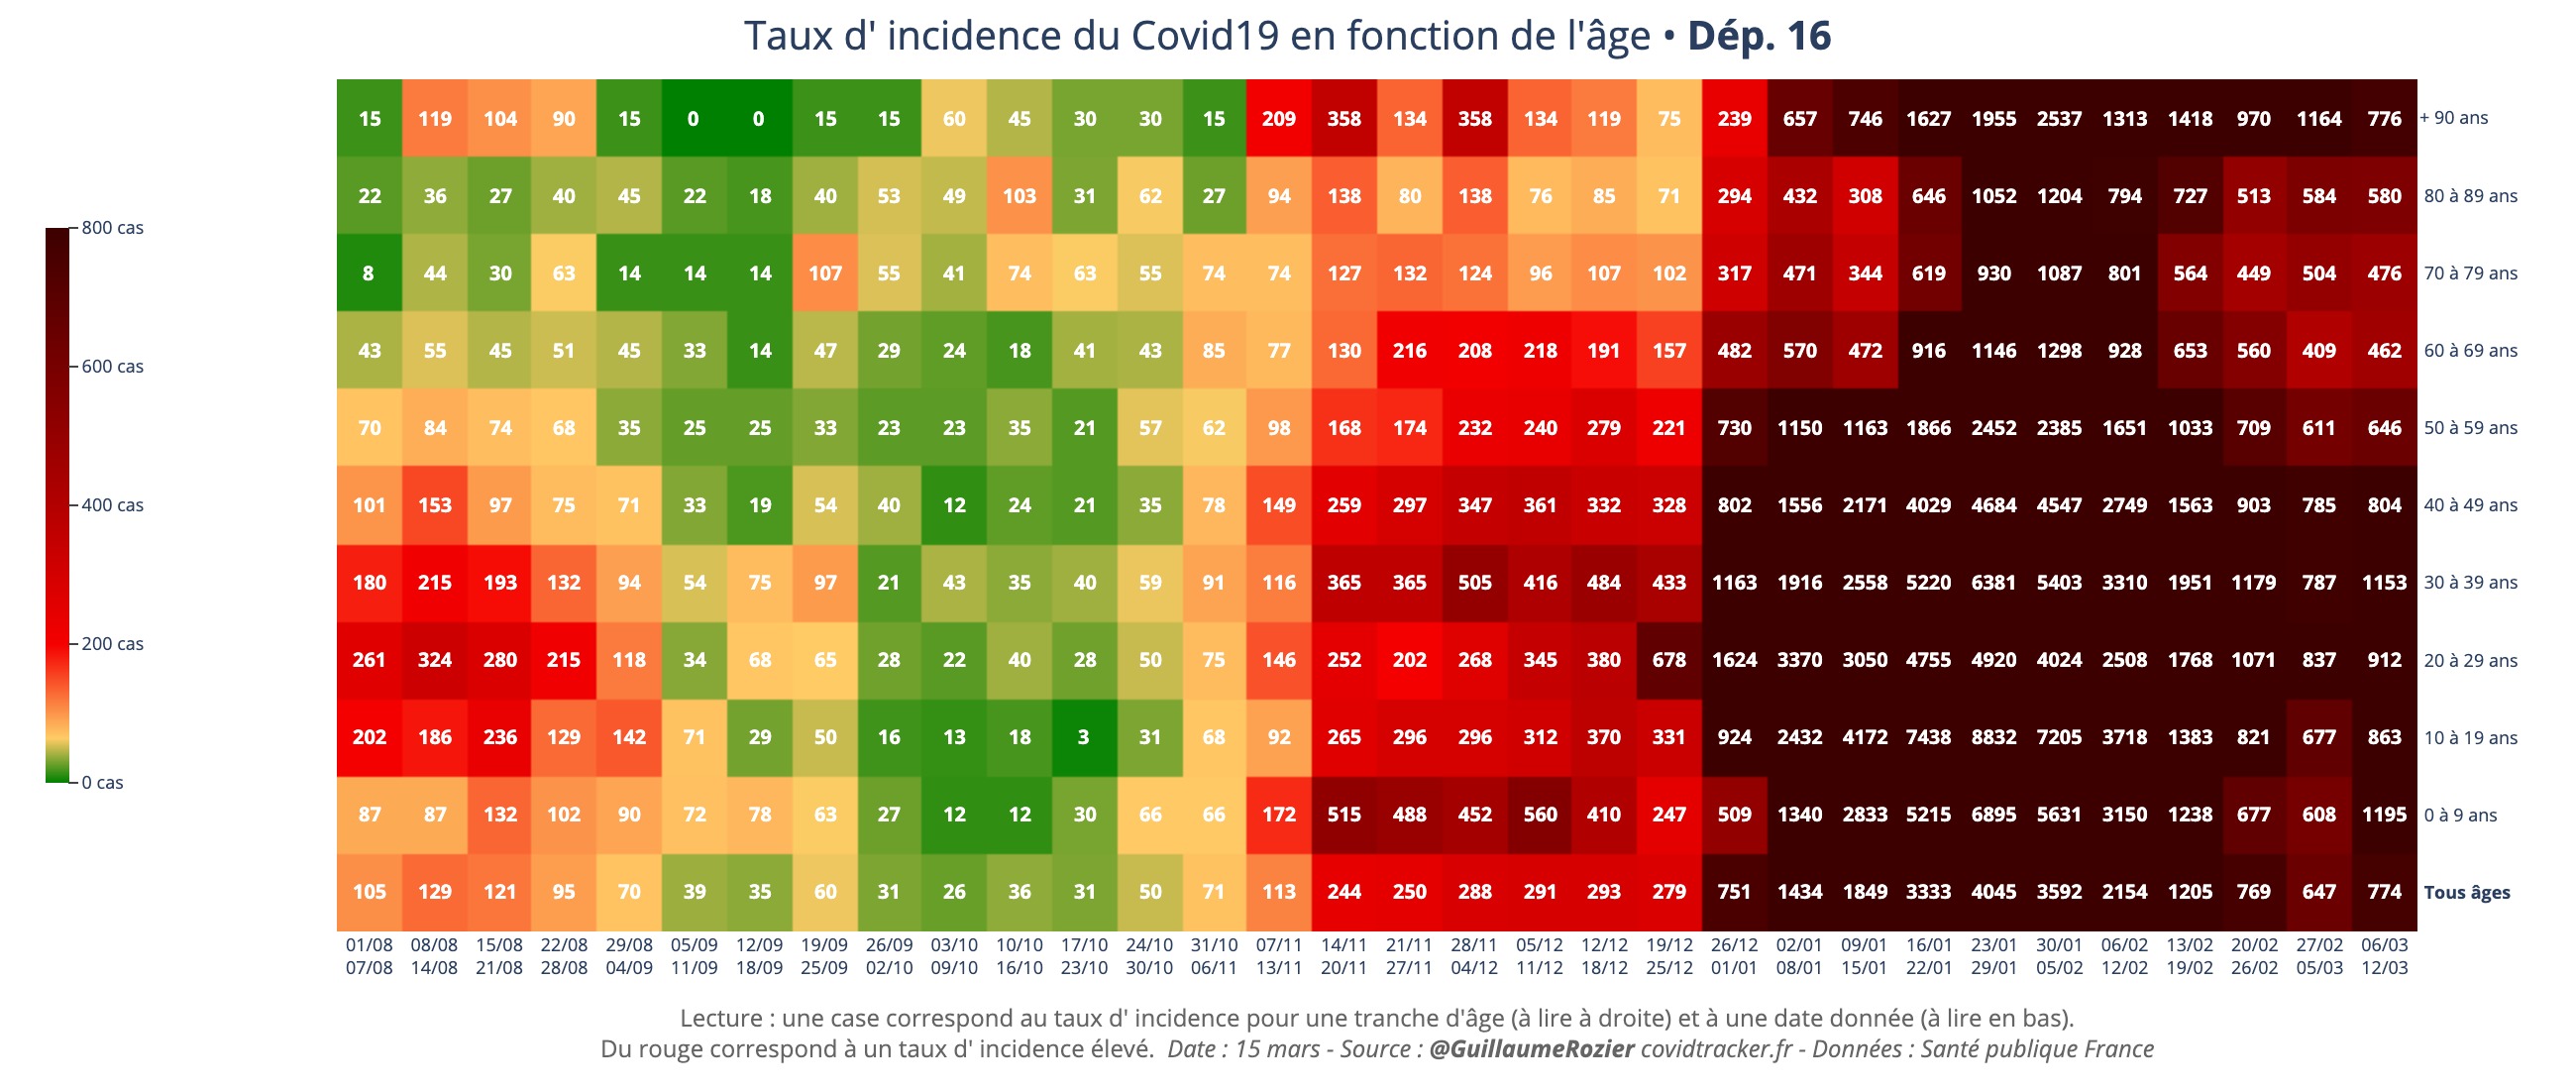 Taux d' incidence du Covid19 en fonction de l'âge • Dép. 16
15 119 104 90 15 0 0 15 15 60 45 30 30 15 209 358 134 358 134 119 75 239 657 746 1627 1955 2537 1313 1418 970 1164 776 + 90 ans
22 36 27 40 45 22 18 40 53 49 103 31 62 27 94 138 80 138 76 85 71 294 432 308 646 1052 1204 794 727 513 584 580 80 à 89 ans
800 cas
8 44 30 63 14 14 14 107 55 41 74 63 55 74 74 127 132 124 96 107 102 317 471 344 619 930 1087 801 564 449 504 476 70 à 79 ans
43 55 45 51 45 33 14 47 29 24 18 41 43 85 77 130 216 208 218 191 157 482 570 472 916 1146 1298 928 653 560 409 462 60 à 69 ans
600 cas
70 84 74 68 35 25 25 33 23 23 35 21 57 62 98 168 174 232 240 279 221 730 1150 1163 1866 2452 2385 1651 1033 709 611 646 50 à 59 ans
400 cas
101 153 97 75 71 33 19 54 40 12 24 21 35 78 149 259 297 347 361 332 328 802 1556 2171 4029 4684 4547 2749 1563 903 785 804 40 à 49 ans
180 215 193 132 94 54 75 97 21 43 35 40 59 91 116 365 365 505 416 484 433 1163 1916 2558 5220 6381 5403 3310 1951 1179 787 1153 30 à 39 ans
200 cas
261 324 280 215 118 34 68 65 28 22 40 28 50 75 146 252 202 268 345 380 678 1624 3370 3050 4755 4920 4024 2508 1768 1071 837 912 20 à 29 ans
202 186 236 129 142 71 29 50 16 13 18 3 31 68 92 265 296 296 312 370 331 924 2432 4172 7438 8832 7205 3718 1383 821 677 863 10 à 19 ans
0 cas
87 87 132 102 90 72 78 63 27 12 12 30 66 66 172 515 488 452 560 410 247 509 1340 2833 5215 6895 5631 3150 1238 677 608 1195 0 à 9 ans
105 129 121 95 70 39 35 60 31 26 36 31 50 71 113 244 250 288 291 293 279 751 1434 1849 3333 4045 3592 2154 1205 769 647 774 Tous âges
01/08 08/08 15/08 22/08 29/08 05/09 12/09 19/09 26/09 03/10 10/10 17/10 24/10 31/10 07/11 14/11 21/11 28/11 05/12 12/12 19/12 26/12 02/01 09/01 16/01 23/01 30/01 06/02 13/02 20/02 27/02 06/03
07/08 14/08 21/08 28/08 04/09 11/09 18/09 25/09 02/10 09/10 16/10 23/10 30/10 06/11 13/11 20/11 27/11 04/12 11/12 18/12 25/12 01/01 08/01 15/01 22/01 29/01 05/02 12/02 19/02 26/02 05/03 12/03
Lecture : une case correspond au taux d' incidence pour une tranche d'âge (à lire à droite) et à une date donnée (à lire en bas).
Du rouge correspond à un taux d' incidence élevé. Date : 15 mars - Source : @GuillaumeRozier covidtracker.fr - Données : Santé publique France